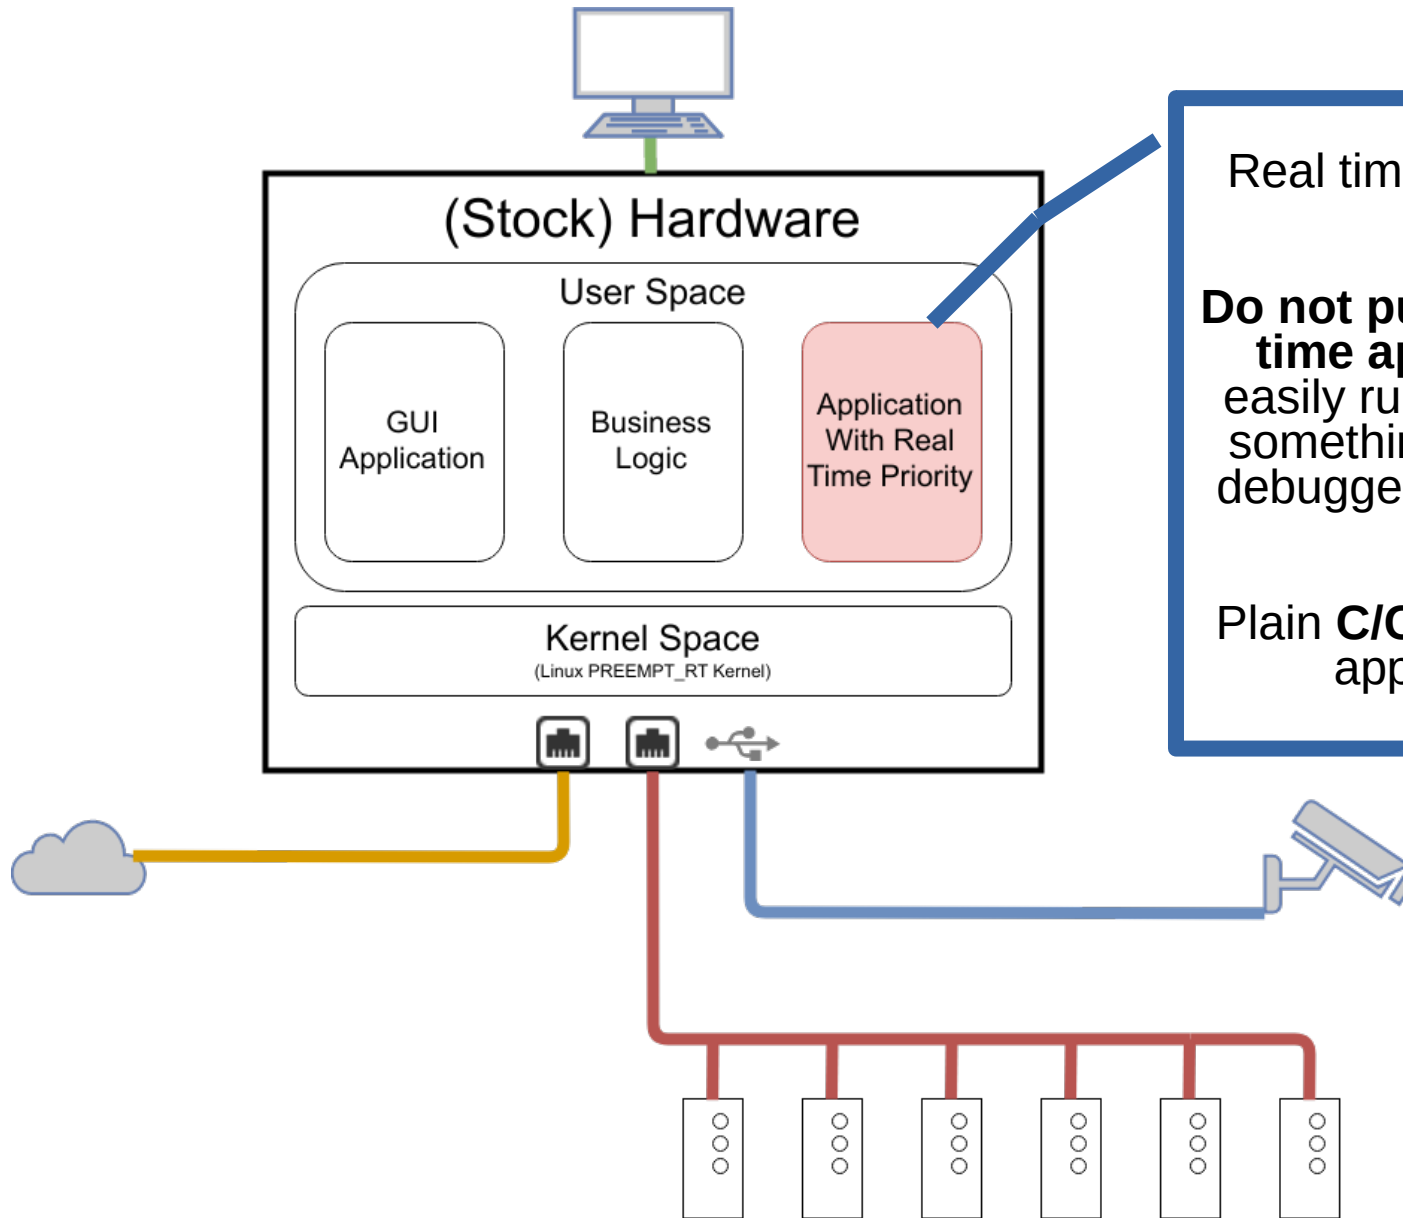 (Stock) Hardware
User Space
GUI
Application
Business
Logic
Application
With Real
Time Priority
Kernel Space
(Linux PREEMPT_RT Kernel)
Real tim
Do not pu
time ap
easily ru
somethin
debugge
Plain C/C
app